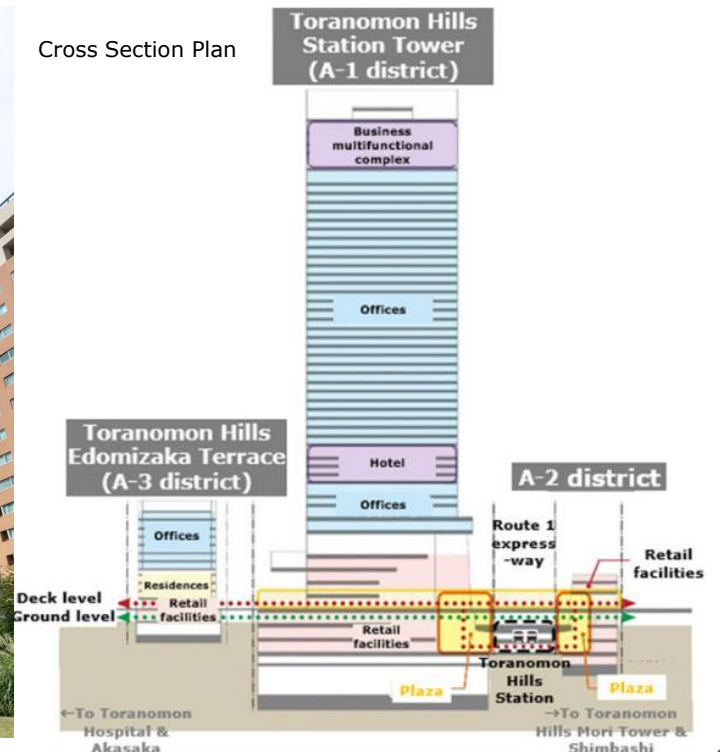 Cross Section Plan
Toranomon Hills
Station Tower
(A-1 district)
Business
multifunctional
complex
Offices
Toranomon Hills
Edomizaka Terrace
(A-3 district)
Hotel
A-2 district
Offices
Route 1
express
-way
Offices
Retail
facilities
Residences
Deck level
Retail
Ground level
facilities
Retail
facilities
Toranomon
Hills
Station
Plaza
Plaza
←To Toranomon
Hospital &
Akasaka
→To Toranomon
Hills Mori Tower &
Shimbashi